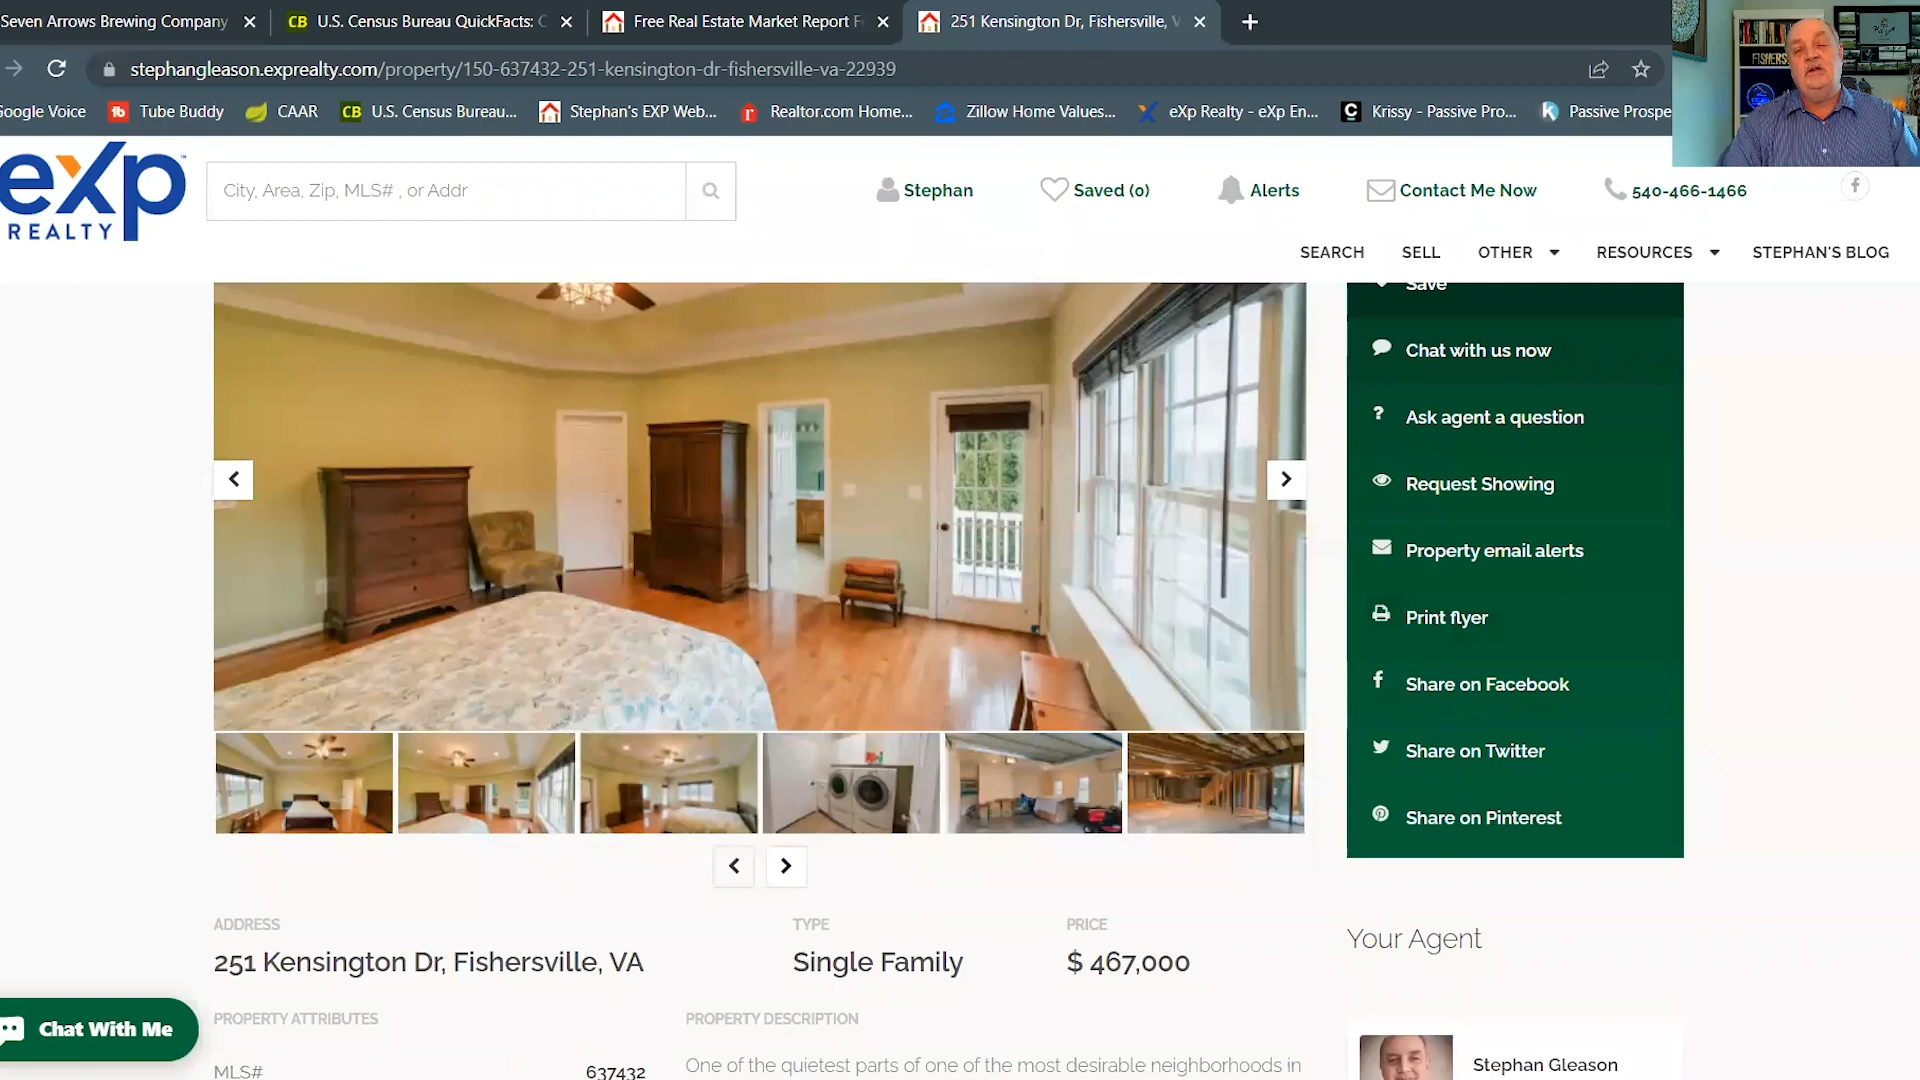 Seven Arrows Brewing Company
CB U.S. Census Bureau QuickFacts: C
Free Real Estate Market Report F
251 Kensington Dr, Fishersville, V
stephangleason.exprealty.com/property/150-637432-251-kensington-dr-fishersville-va-22939
Google Voice
tb Tube Buddy
CAAR
CB U.S. Census Bureau...
Stephan's EXP Web...
r Realtor.com Home...
Zillow Home Values...
eXp Realty - eXp En...
Krissy - Passive Pro...
Passive Prospe
FISHERS
eXp
REALTY
City, Area, Zip, MLS# , or Addr
Stephan
Saved (0)
Alerts
Contact Me Now
540-466-1466
SEARCH
SELL
OTHER
RESOURCES
STEPHAN'S BLOG
Save
Chat with us now
Ask agent a question
Request Showing
Property email alerts
Print flyer
Share on Facebook
Share on Twitter
Share on Pinterest
ADDRESS
251 Kensington Dr, Fishersville, VA
TYPE
Single Family
PRICE
$ 467,000
Your Agent
Chat With Me
PROPERTY ATTRIBUTES
MLS# 637432
PROPERTY DESCRIPTION
One of the quietest parts of one of the most desirable neighborhoods in
Stephan Gleason